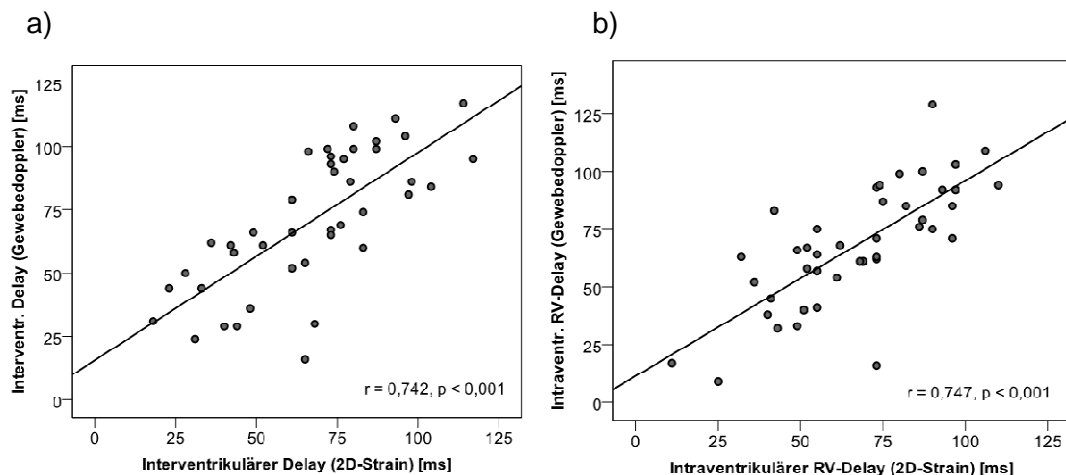 a)
Interventr. Delay (Gewebedoppler) [ms]
125
100
75
50
25
0
r = 0,742, p < 0,001
0 25 50 75 100 125
Interventrikulärer Delay (2D-Strain) [ms]
b)
Intraventr. RV-Delay (Gewebedoppler) [ms]
125
100
75
50
25
0
r = 0,747, p < 0,001
0 25 50 75 100 125
Intraventrikulärer RV-Delay (2D-Strain) [ms]